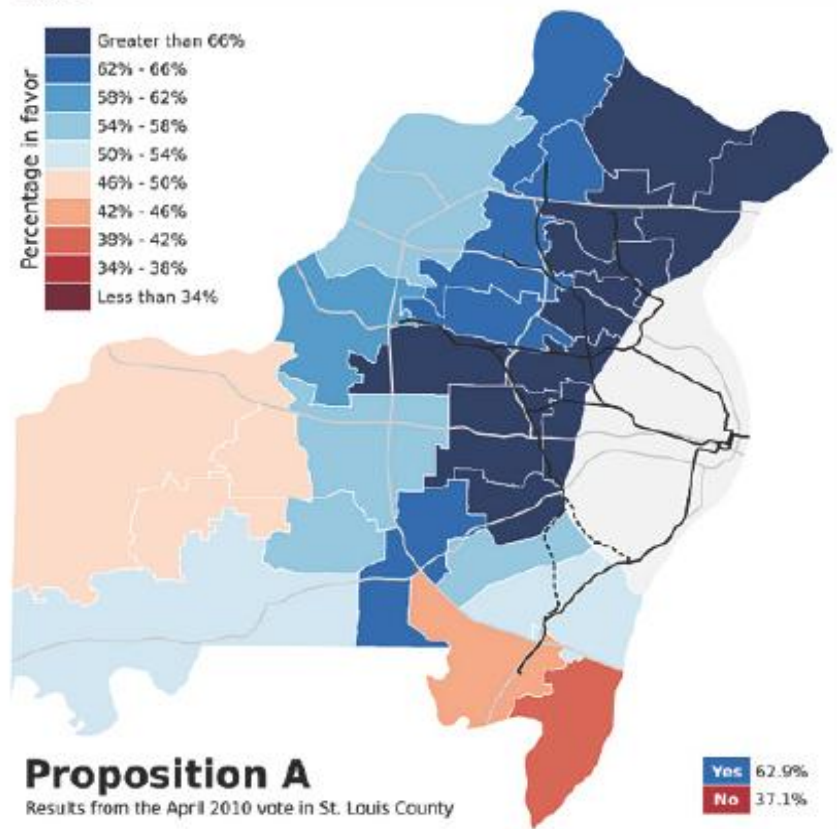 Percentage in favor
Greater than 66%
62% - 66%
58% - 62%
54% - 58%
50% - 54%
46% - 50%
42% - 46%
38% - 42%
34% - 38%
Less than 34%
Proposition A
Results from the April 2010 vote in St. Louis County
Yes 62.9%
No 37.1%